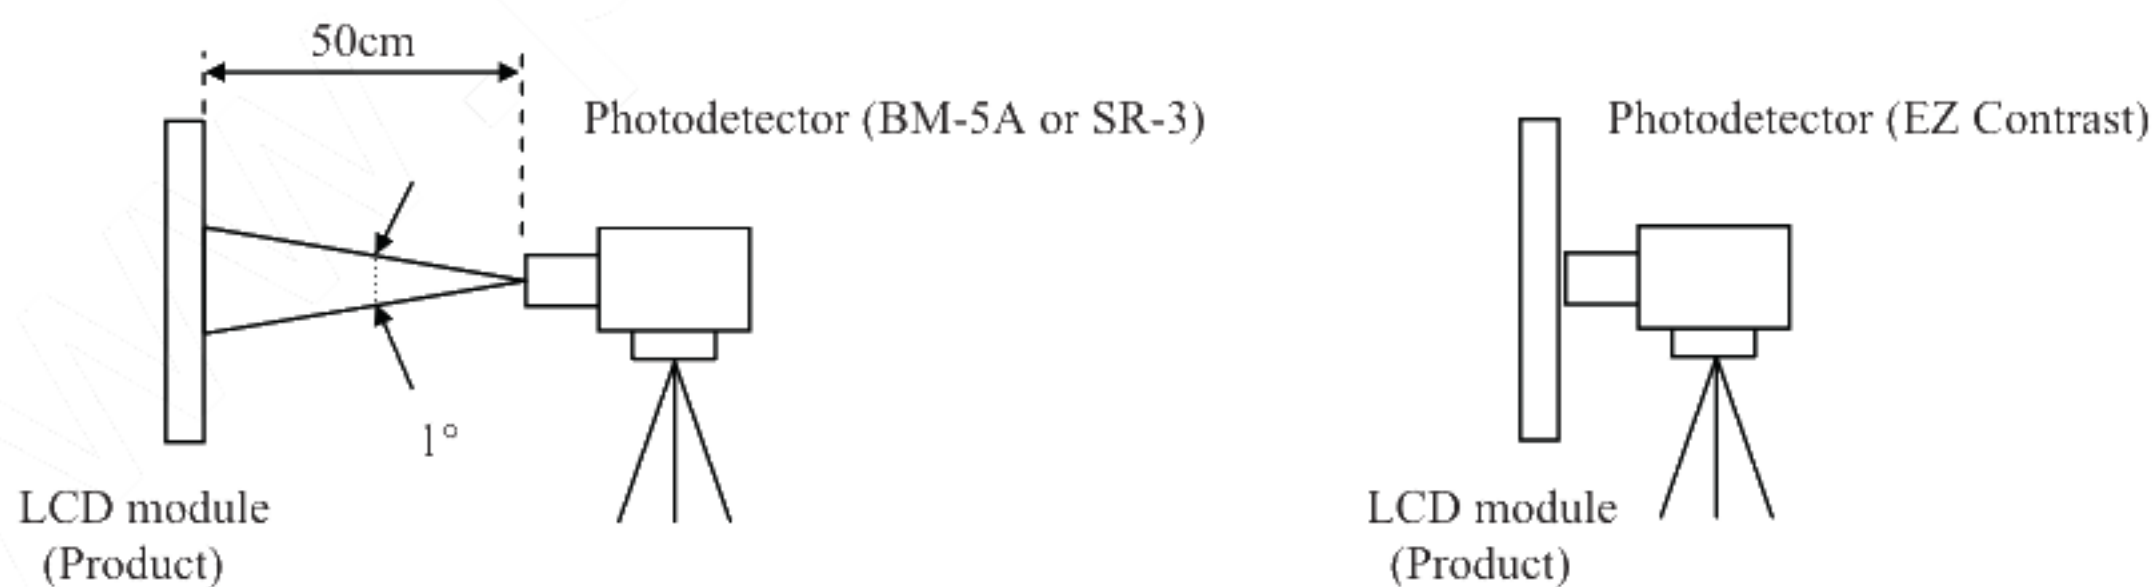 50cm
Photodetector (BM-5A or SR-3)
1°
LCD module
(Product)
Photodetector (EZ Contrast)
LCD module
(Product)